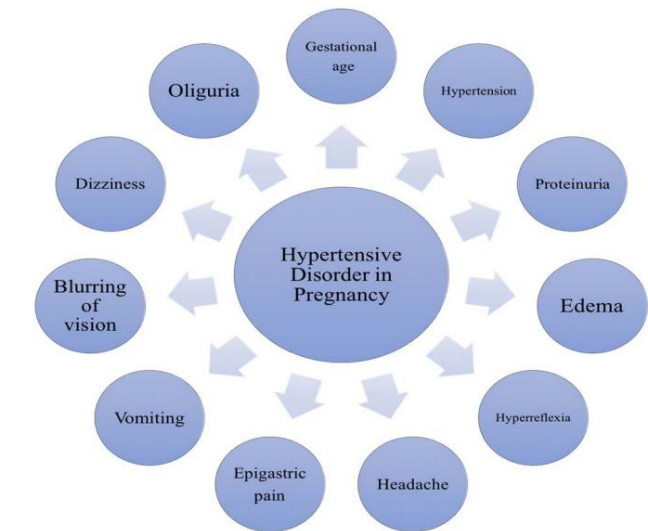 Hypertensive
Disorder in
Pregnancy
Gestational
age
Hypertension
Proteinuria
Edema
Hyperreflexia
Headache
Epigastric
pain
Vomiting
Blurring
of
vision
Dizziness
Oliguria